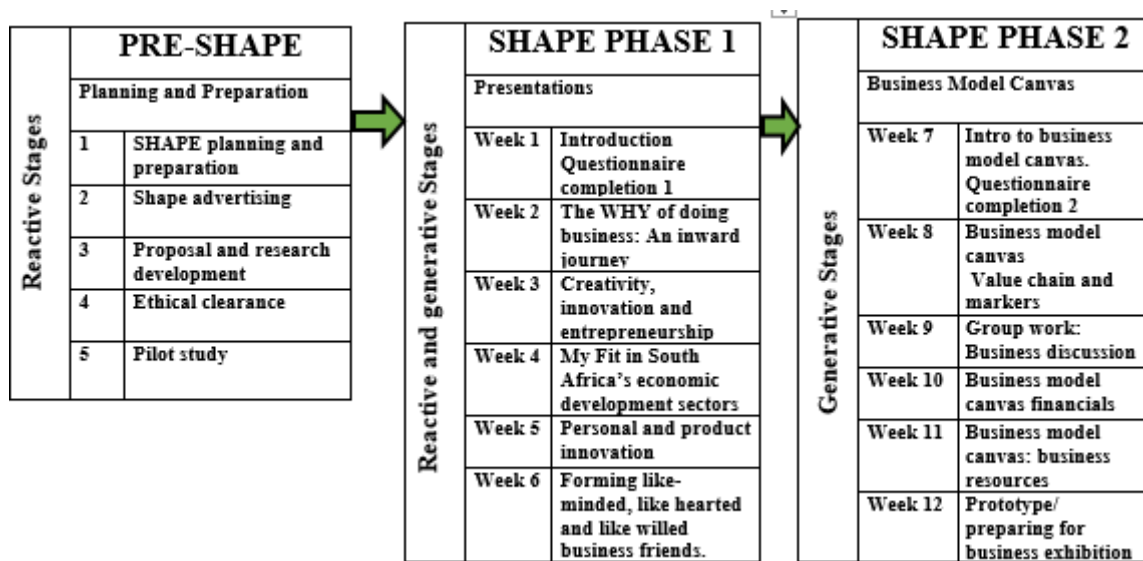 Reactive Stages
PRE-SHAPE
Planning and Preparation
1 SHAPE planning and
preparation
2 Shape advertising
3 Proposal and research
development
4 Ethical clearance
5 Pilot study
Reactive and generative Stages
SHAPE PHASE 1
Presentations
Week 1 Introduction
Questionnaire
completion 1
Week 2 The WHY of doing
business: An inward
journey
Week 3 Creativity,
innovation and
entrepreneurship
Week 4 My Fit in South
Africa's economic
development sectors
Week 5 Personal and product
innovation
Week 6 Forming like-
minded, like hearted
and like willed
business friends.
Generative Stages
SHAPE PHASE 2
Business Model Canvas
Week 7 Intro to business
model canvas.
Questionnaire
completion 2
Week 8 Business model
canvas
Value chain and
markers
Week 9 Group work:
Business discussion
Week 10 Business model
canvas financials
Week 11 Business model
canvas: business
resources
Week 12 Prototype/
preparing for
business exhibition